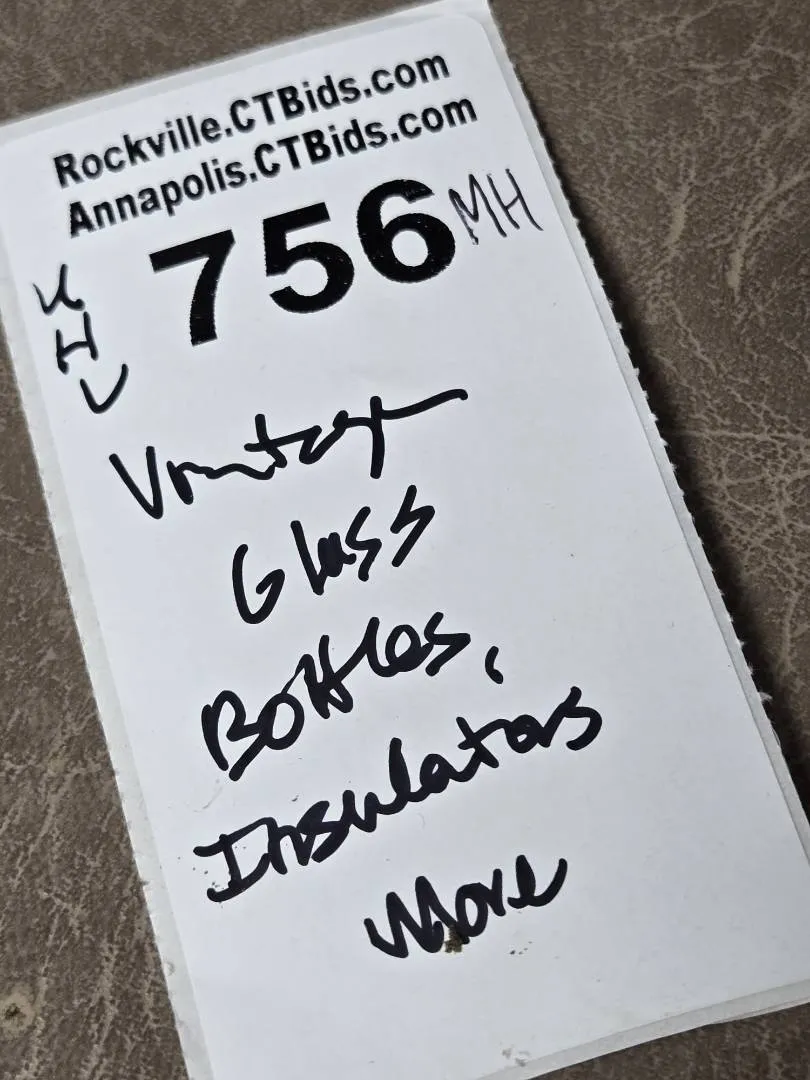 Rockville.CTBids.com
Annapolis.CTBids.com
756 MH
K
H
V
Vintage
Glass
Bottles,
Insulators
More